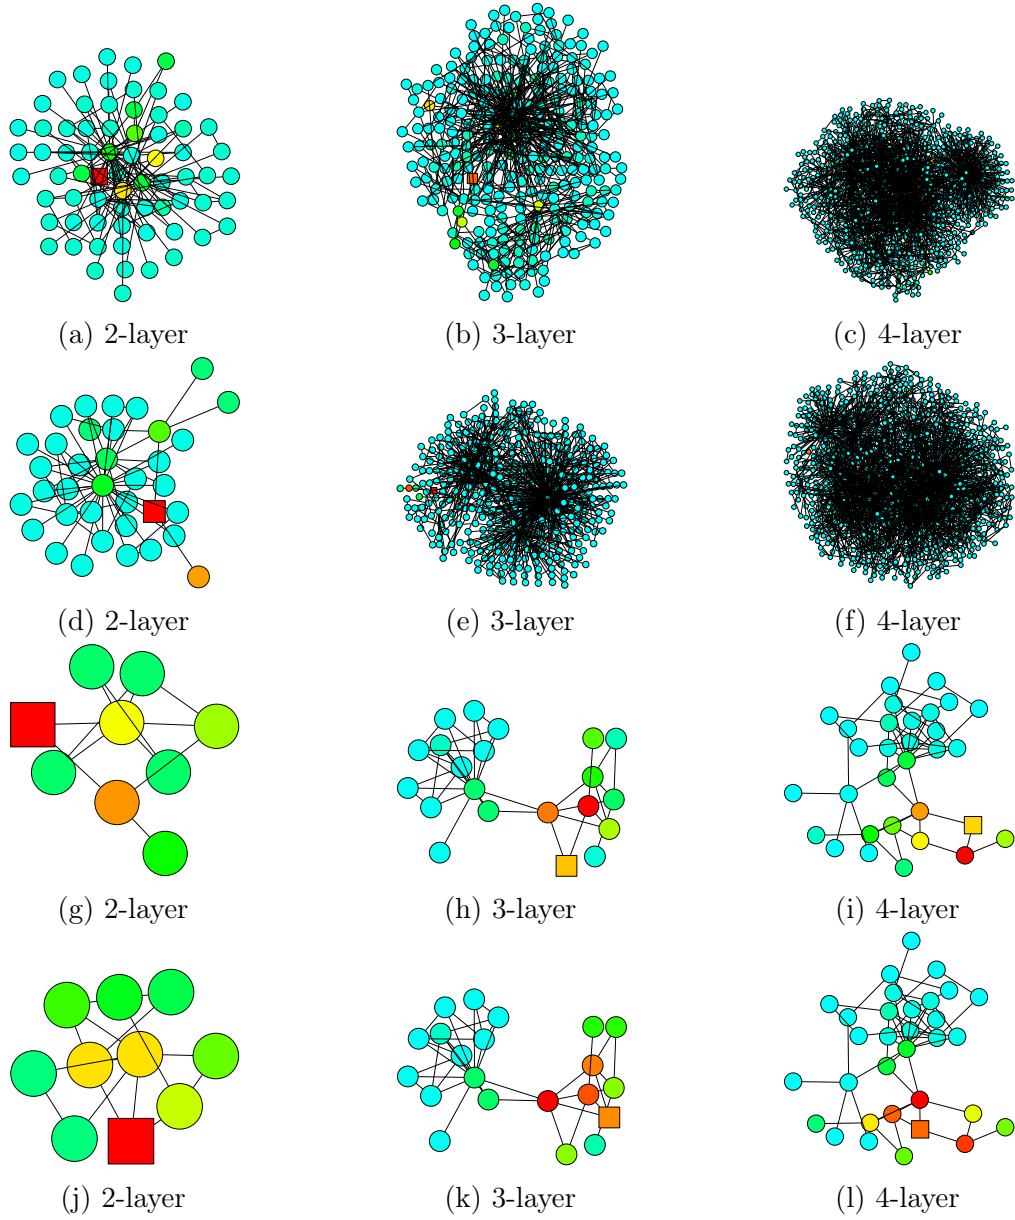 (a) 2-layer
(b) 3-layer
(c) 4-layer
(d) 2-layer
(e) 3-layer
(f) 4-layer
(g) 2-layer
(h) 3-layer
(i) 4-layer
(j) 2-layer
(k) 3-layer
(l) 4-layer